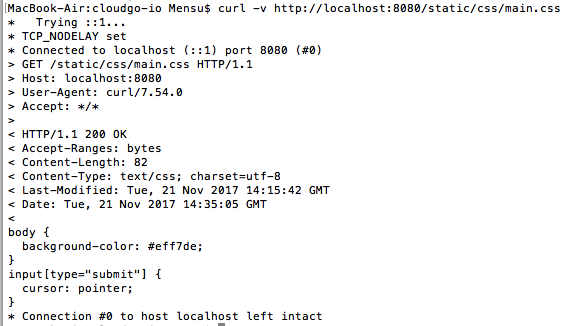 MacBook-Air:cloudgo-io Mensu$ curl -v http://localhost:8080/static/css/main.css
*   Trying ::1...
* TCP_NODELAY set
* Connected to localhost (::1) port 8080 (#0)
> GET /static/css/main.css HTTP/1.1
> Host: localhost:8080
> User-Agent: curl/7.54.0
> Accept: */*
>
< HTTP/1.1 200 OK
< Accept-Ranges: bytes
< Content-Length: 82
< Content-Type: text/css; charset=utf-8
< Last-Modified: Tue, 21 Nov 2017 14:15:42 GMT
< Date: Tue, 21 Nov 2017 14:35:05 GMT
<
body {
  background-color: #eff7de;
}
input[type="submit"] {
  cursor: pointer;
}
* Connection #0 to host localhost left intact